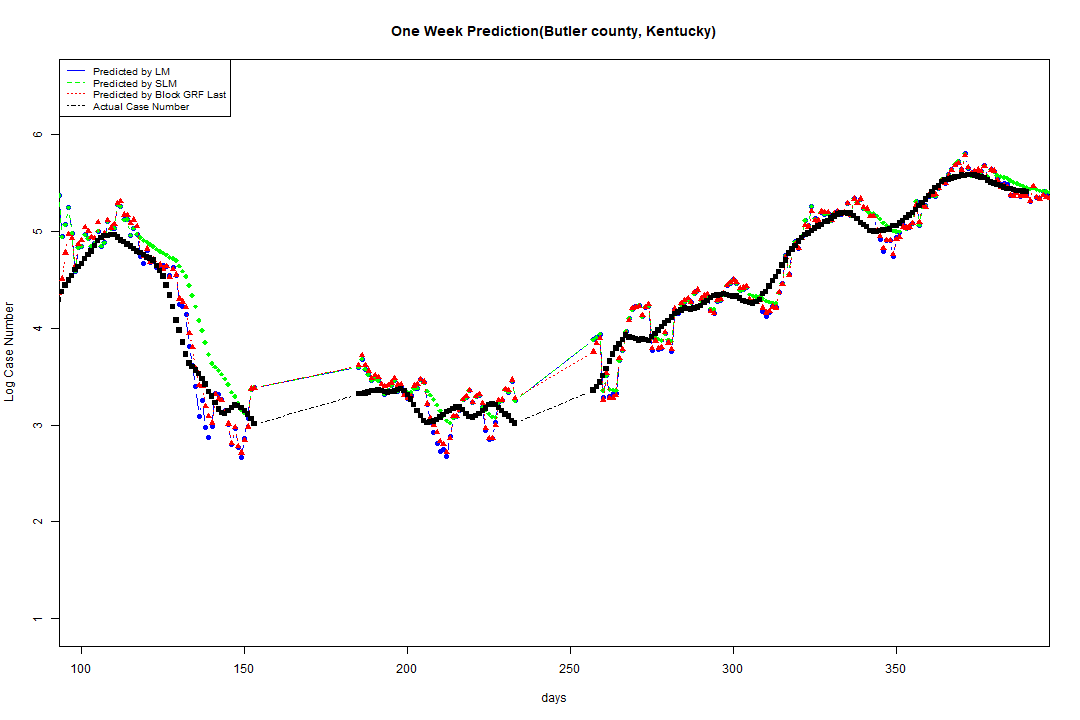 One Week Prediction(Butler county, Kentucky)
Predicted by LM
Predicted by SLM
Predicted by Block GRF Last
Actual Case Number
6
5
4
3
2
1
Log Case Number
100 150 200 250 300 350
days